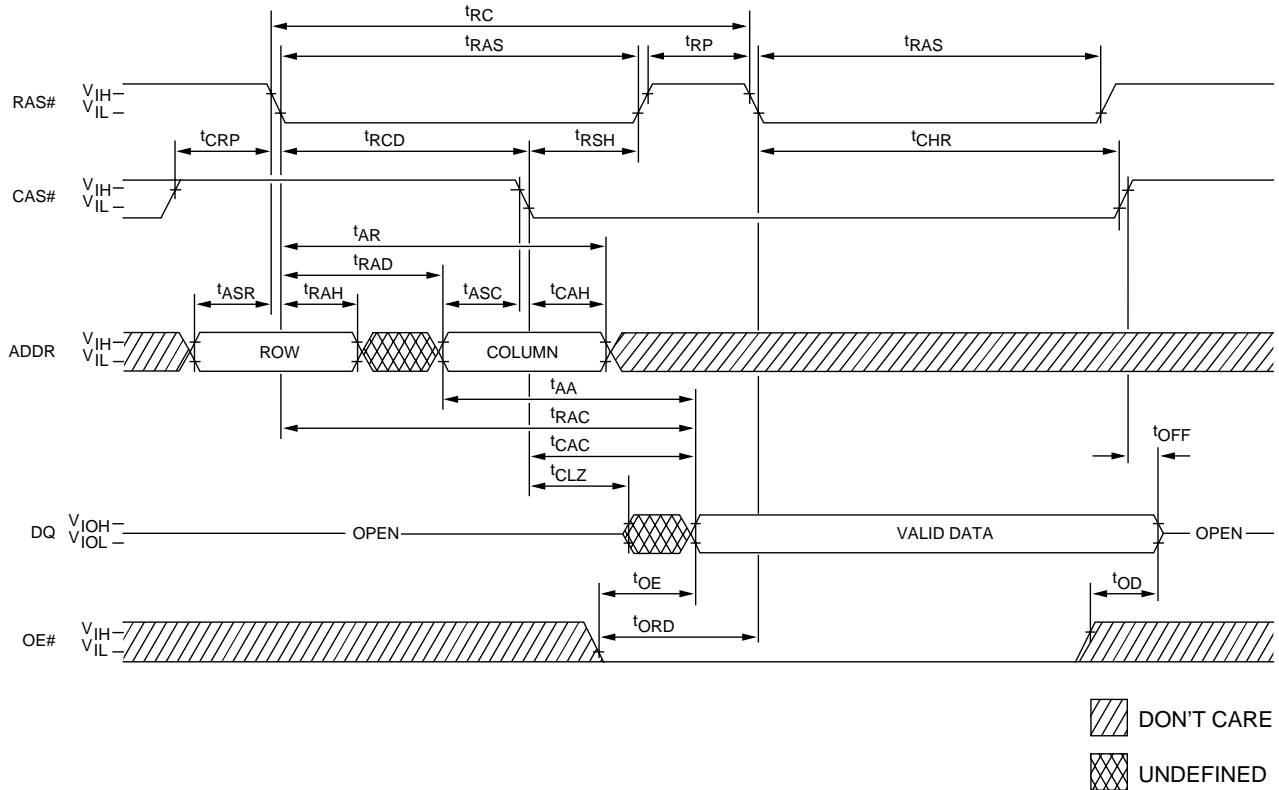 tRC
tRAS tRP tRAS
RAS# VIH
VIL
tCRP tRCD tRSH tCHR
CAS# VIH
VIL
tAR
tRAD
tASR tRAH tASC tCAH
ADDR VIH
VIL
ROW COLUMN
tAA
tRAC
tCAC
tOFF
tCLZ
DQ VIOH
VIOL
OPEN VALID DATA OPEN
tOE tOD
tORD
OE# VIH
VIL
DON'T CARE
UNDEFINED